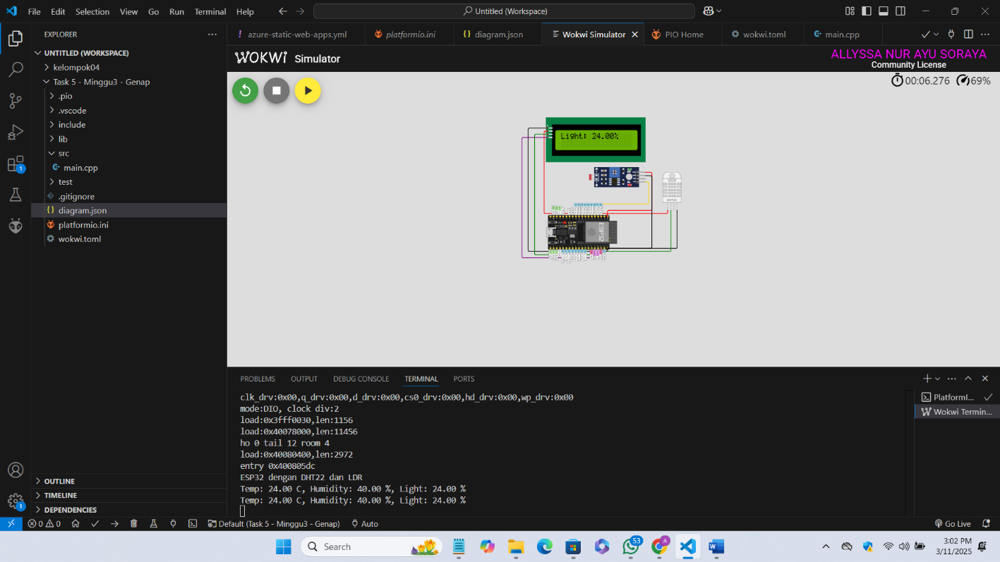 File Edit Selection View Go Run Terminal Help
Untitled (Workspace)
EXPLORER
UNTITLED (WORKSPACE)
kelompok04
Task 5 - Minggu3 - Genap
.pio
.vscode
include
lib
src
main.cpp
test
.gitignore
diagram.json
platformio.ini
wokwi.toml
OUTLINE
TIMELINE
DEPENDENCIES
azure-static-web-apps.yml platformio.ini diagram.json Wokwi Simulator PIO Home wokwi.toml main.cpp
WOKWI Simulator
ALLYSSA NUR AYU SORAYA
Community License
00:06.276 69%
Light: 24.00%
ESP32
PROBLEMS OUTPUT DEBUG CONSOLE TERMINAL PORTS
clk_drv:0x00,q_drv:0x00,d_drv:0x00,cs0_drv:0x00,hd_drv:0x00,wp_drv:0x00
mode:DIO, clock div:2
load:0x3fff0030,len:1156
load:0x40078000,len:11456
ho 0 tail 12 room 4
load:0x40080400,len:2972
entry 0x400805dc
ESP32 dengan DHT22 dan LDR
Temp: 24.00 C, Humidity: 40.00 %, Light: 24.00 %
Temp: 24.00 C, Humidity: 40.00 %, Light: 24.00 %
PlatformI...
Wokwi Termin...
0 0 Default (Task 5 - Minggu3 - Genap) Auto Go Live
Search
53
A
3:02 PM
3/11/2025
1
1